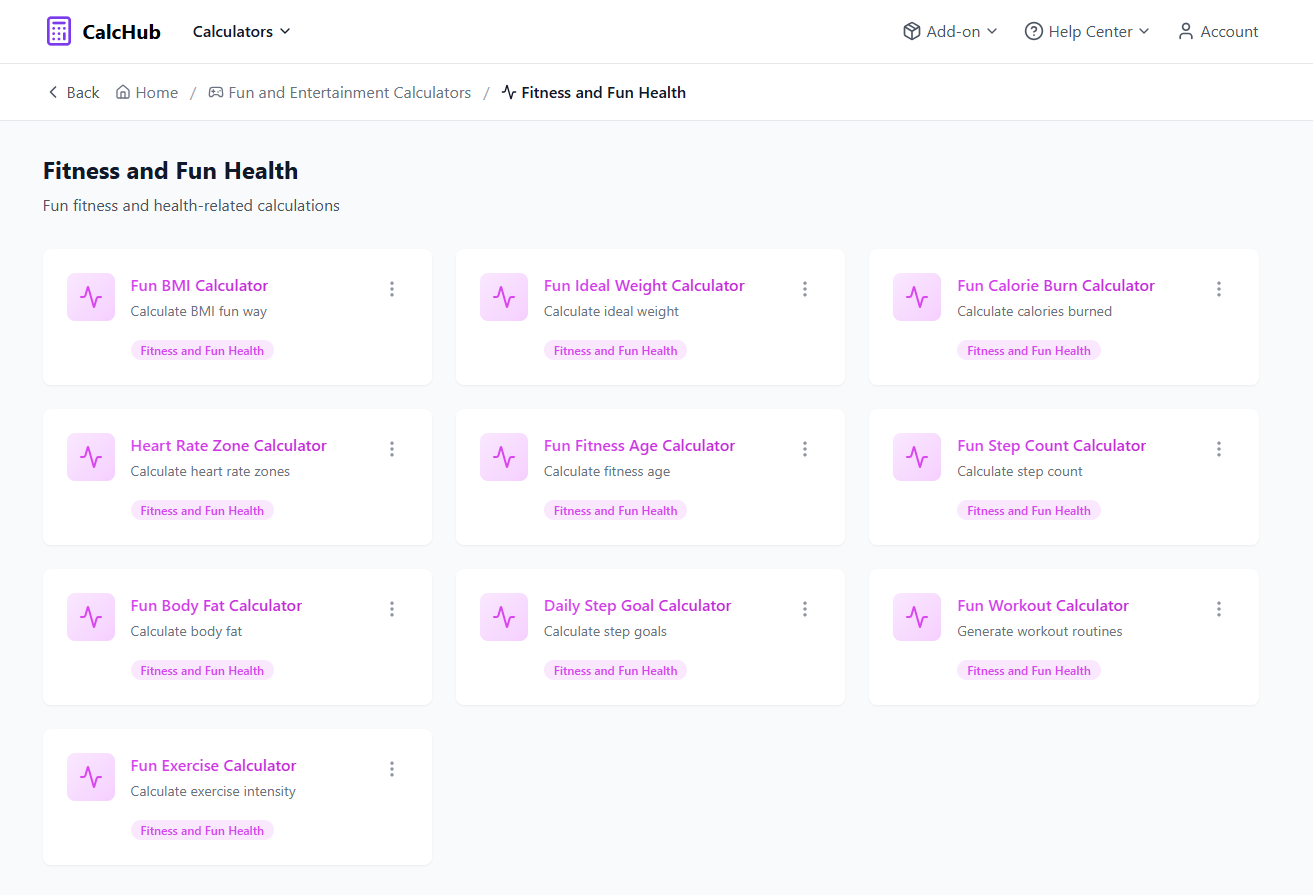 CalcHub Calculators Add-on Help Center Account
Back Home / Fun and Entertainment Calculators / Fitness and Fun Health
Fitness and Fun Health
Fun fitness and health-related calculations
Fun BMI Calculator
Calculate BMI fun way
Fitness and Fun Health
Fun Ideal Weight Calculator
Calculate ideal weight
Fitness and Fun Health
Fun Calorie Burn Calculator
Calculate calories burned
Fitness and Fun Health
Heart Rate Zone Calculator
Calculate heart rate zones
Fitness and Fun Health
Fun Fitness Age Calculator
Calculate fitness age
Fitness and Fun Health
Fun Step Count Calculator
Calculate step count
Fitness and Fun Health
Fun Body Fat Calculator
Calculate body fat
Fitness and Fun Health
Daily Step Goal Calculator
Calculate step goals
Fitness and Fun Health
Fun Workout Calculator
Generate workout routines
Fitness and Fun Health
Fun Exercise Calculator
Calculate exercise intensity
Fitness and Fun Health